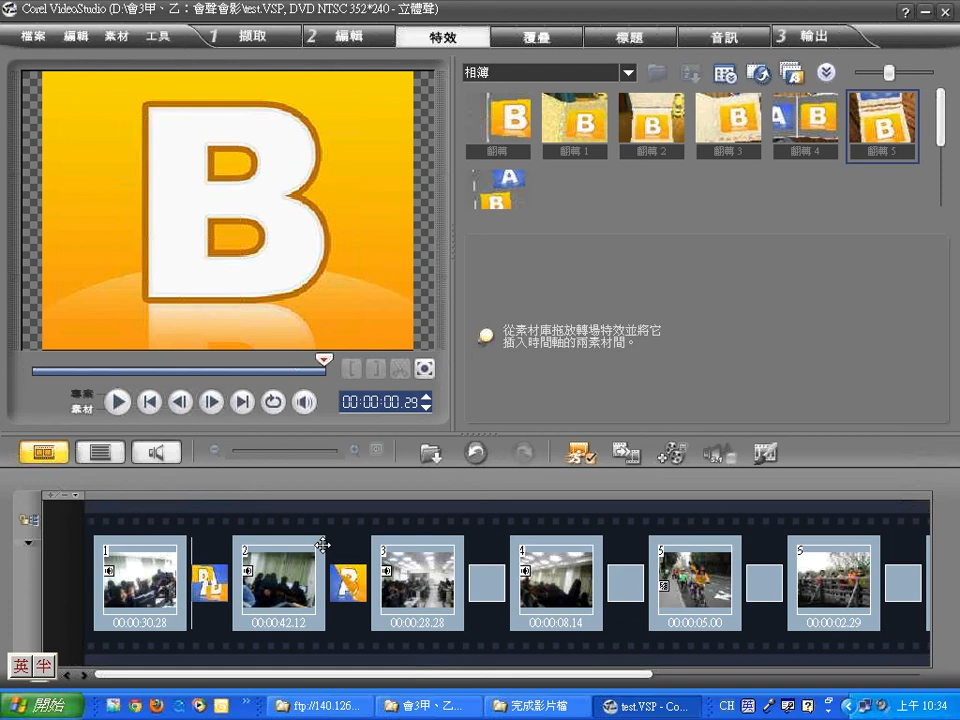 Corel VideoStudio (D:\會3甲、乙：會聲會影\test.VSP, DVD NTSC 352*240 - 立體聲)
檔案 編輯 素材 工具 1 擷取 2 編輯 特效 覆疊 標題 音訊 3 輸出
相簿
B
B B B B A B B
翻轉 翻轉 1 翻轉 2 翻轉 3 翻轉 4 翻轉 5
A
B
從素材庫拖放轉場特效並將它
插入時間軸的兩素材間。
專案
素材
00:00:00.29
1 2 3 4 5 6
00:00:30.28 00:00:42.12 00:00:28.28 00:00:08.14 00:00:05.00 00:00:02.29
英 半
開始 ftp://140.126... 會3甲、乙... 完成影片檔 test.VSP - Co... CH 英 上午 10:34